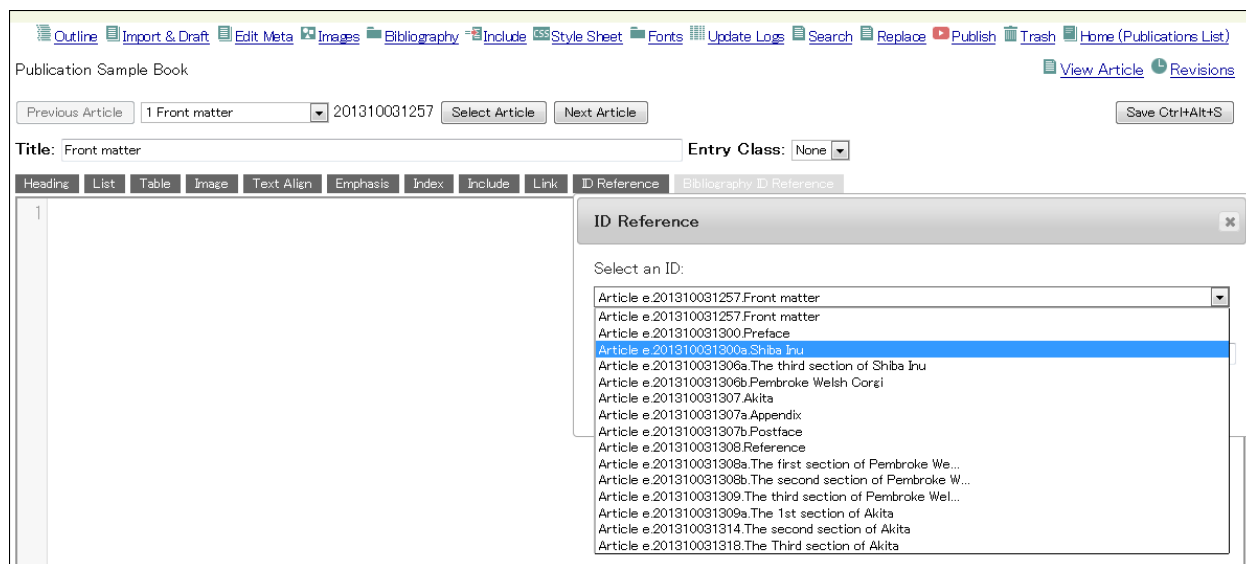 Outline Import & Draft Edit Meta Images Bibliography Include CSS Style Sheet Fonts Update Logs Search Replace Publish Trash Home (Publications List)
Publication Sample Book View Article Revisions
Previous Article 1 Front matter 201310031257 Select Article Next Article Save Ctrl+Alt+S
Title: Front matter Entry Class: None
Heading List Table Image Text Align Emphasis Index Include Link ID Reference Bibliography ID Reference
1
ID Reference
Select an ID:
Article e.201310031257.Front matter
Article e.201310031257.Front matter
Article e.201310031300.Preface
Article e.201310031300a.Shiba Inu
Article e.201310031306a.The third section of Shiba Inu
Article e.201310031306b.Pembroke Welsh Corgi
Article e.201310031307.Akita
Article e.201310031307a.Appendix
Article e.201310031307b.Postface
Article e.201310031308.Reference
Article e.201310031308a.The first section of Pembroke We...
Article e.201310031308b.The second section of Pembroke W...
Article e.201310031309.The third section of Pembroke Wel...
Article e.201310031309a.The 1st section of Akita
Article e.201310031314.The second section of Akita
Article e.201310031318.The Third section of Akita